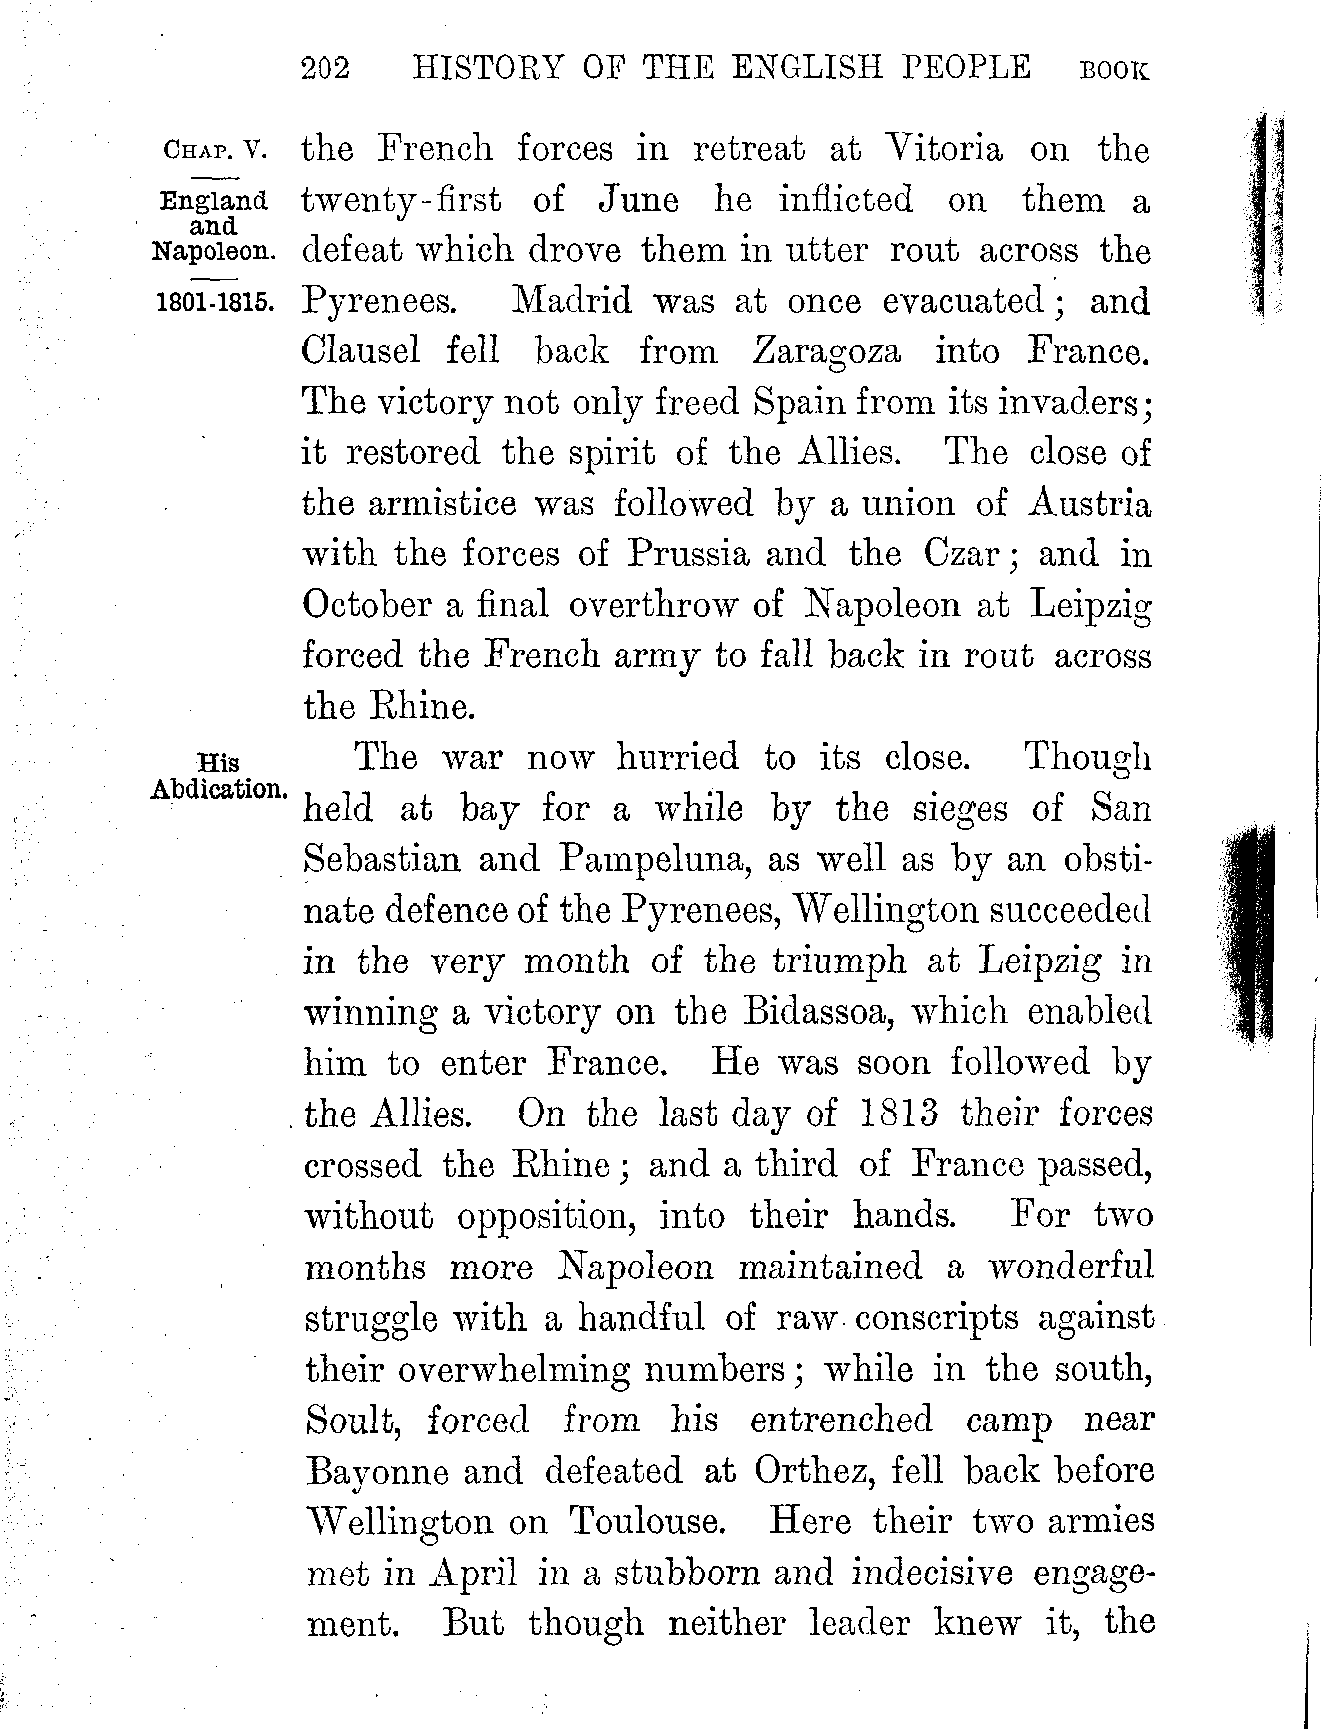 202 HISTORY OF THE ENGLISH PEOPLE BOOK
CHAP. V.
England
and
Napoleon.
1801-1815.
the French forces in retreat at Vitoria on the
twenty-first of June he inflicted on them a
defeat which drove them in utter rout across the
Pyrenees. Madrid was at once evacuated; and
Clausel fell back from Zaragoza into France.
The victory not only freed Spain from its invaders;
it restored the spirit of the Allies. The close of
the armistice was followed by a union of Austria
with the forces of Prussia and the Czar; and in
October a final overthrow of Napoleon at Leipzig
forced the French army to fall back in rout across
the Rhine.
His
Abdication.
The war now hurried to its close. Though
held at bay for a while by the sieges of San
Sebastian and Pampeluna, as well as by an obsti-
nate defence of the Pyrenees, Wellington succeeded
in the very month of the triumph at Leipzig in
winning a victory on the Bidassoa, which enabled
him to enter France. He was soon followed by
the Allies. On the last day of 1813 their forces
crossed the Rhine; and a third of France passed,
without opposition, into their hands. For two
months more Napoleon maintained a wonderful
struggle with a handful of raw conscripts against
their overwhelming numbers; while in the south,
Soult, forced from his entrenched camp near
Bayonne and defeated at Orthez, fell back before
Wellington on Toulouse. Here their two armies
met in April in a stubborn and indecisive engage-
ment. But though neither leader knew it, the